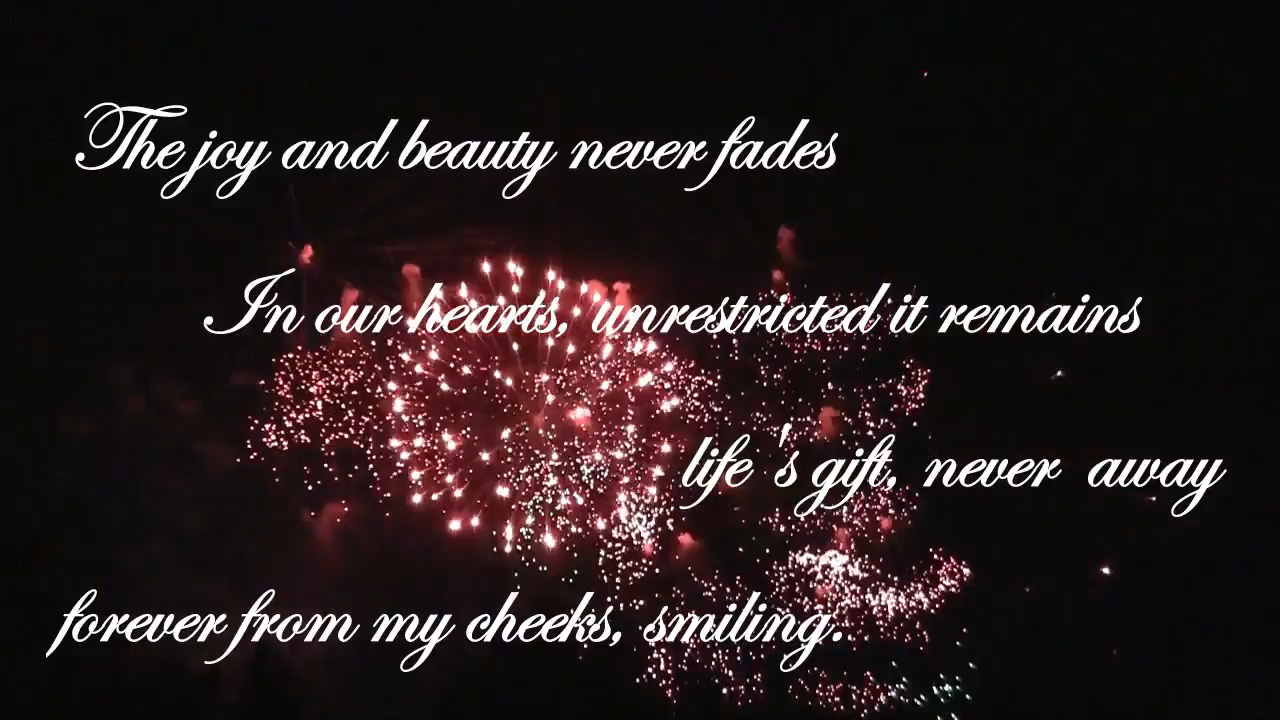 The joy and beauty never fades
In our hearts, unrestricted it remains
life 's gift, never away
forever from my cheeks, smiling.